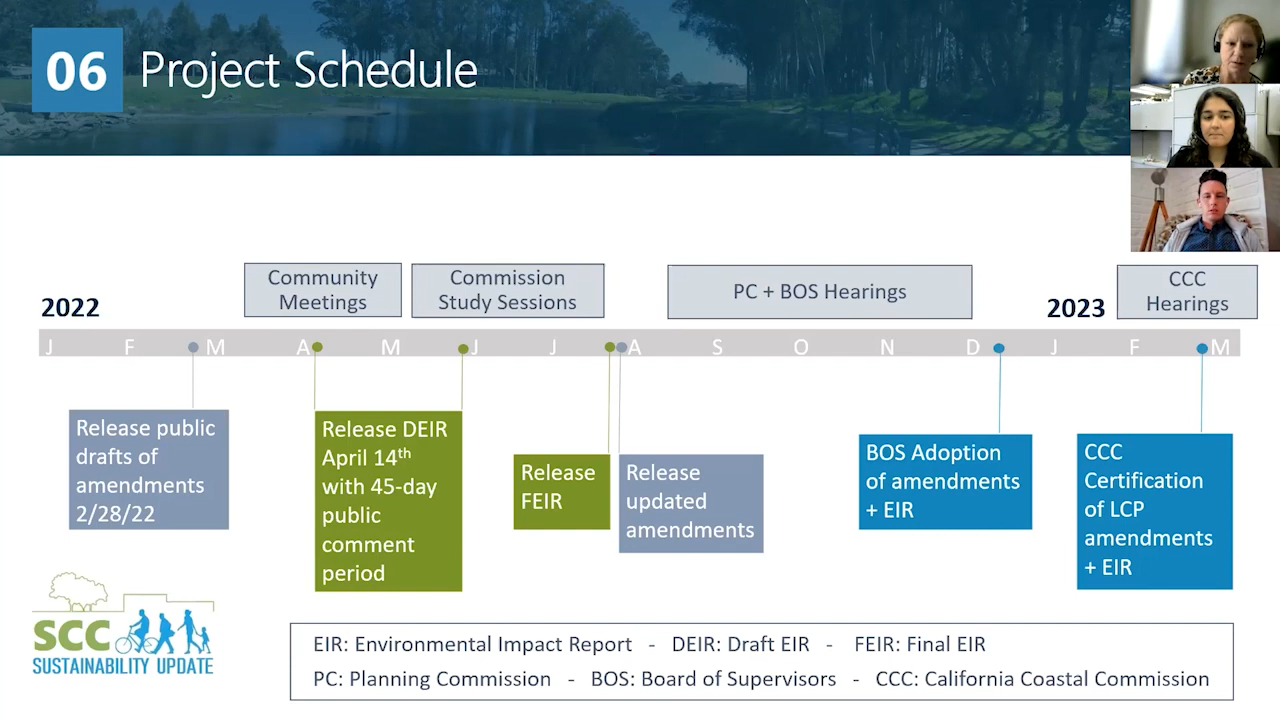 06 Project Schedule
Community
Meetings
Commission
Study Sessions
PC + BOS Hearings
CCC
Hearings
2022
2023
J F M A M J J A S O N D J F M
Release public
drafts of
amendments
2/28/22
Release DEIR
April 14th
with 45-day
public
comment
period
Release
FEIR
Release
updated
amendments
BOS Adoption
of amendments
+ EIR
CCC
Certification
of LCP
amendments
+ EIR
SCC
SUSTAINABILITY UPDATE
EIR: Environmental Impact Report - DEIR: Draft EIR - FEIR: Final EIR
PC: Planning Commission - BOS: Board of Supervisors - CCC: California Coastal Commission